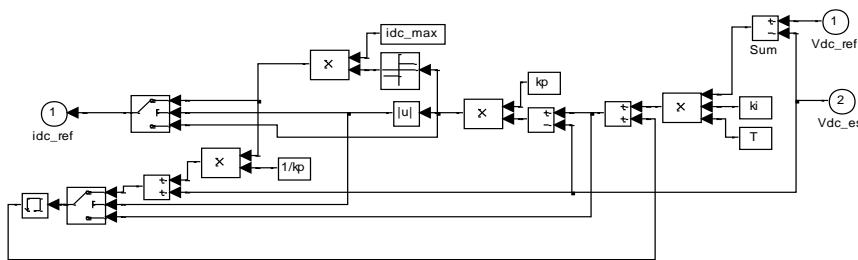 idc_max
1
Vdc_ref
Sum
kp
1
idc_ref
|u|
ki
2
Vdc_es
T
1/kp